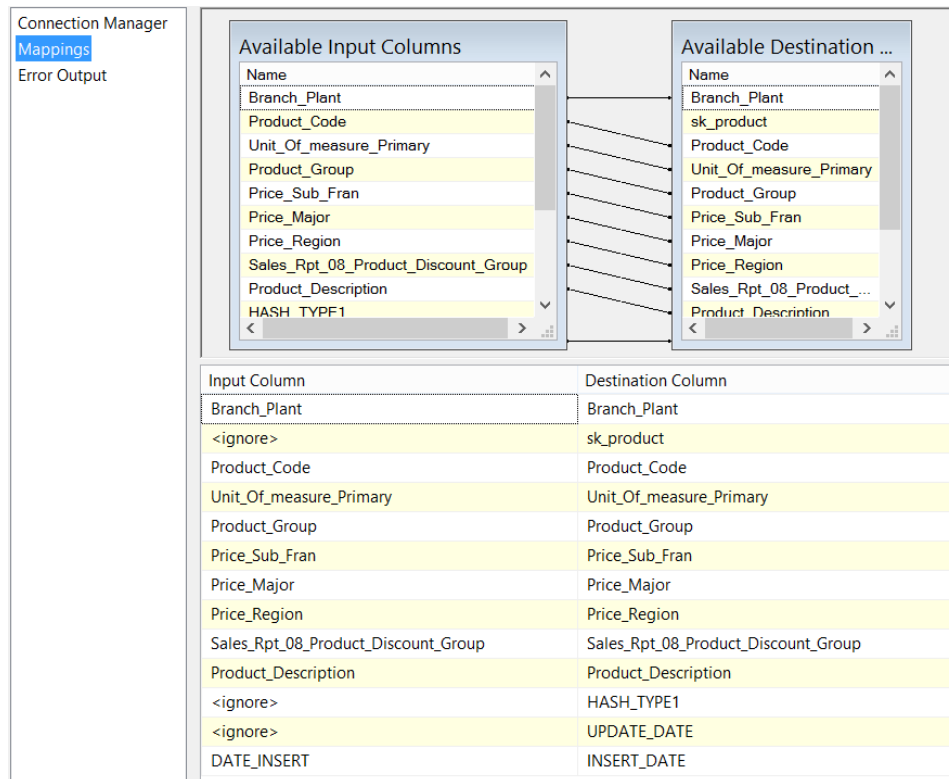 Connection Manager
Mappings
Error Output
Available Input Columns
Name
Branch_Plant
Product_Code
Unit_Of_measure_Primary
Product_Group
Price_Sub_Fran
Price_Major
Price_Region
Sales_Rpt_08_Product_Discount_Group
Product_Description
HASH_TYPE1
Available Destination ...
Name
Branch_Plant
sk_product
Product_Code
Unit_Of_measure_Primary
Product_Group
Price_Sub_Fran
Price_Major
Price_Region
Sales_Rpt_08_Product_...
Product_Description
Input Column Destination Column
Branch_Plant Branch_Plant
<ignore> sk_product
Product_Code Product_Code
Unit_Of_measure_Primary Unit_Of_measure_Primary
Product_Group Product_Group
Price_Sub_Fran Price_Sub_Fran
Price_Major Price_Major
Price_Region Price_Region
Sales_Rpt_08_Product_Discount_Group Sales_Rpt_08_Product_Discount_Group
Product_Description Product_Description
<ignore> HASH_TYPE1
<ignore> UPDATE_DATE
DATE_INSERT INSERT_DATE